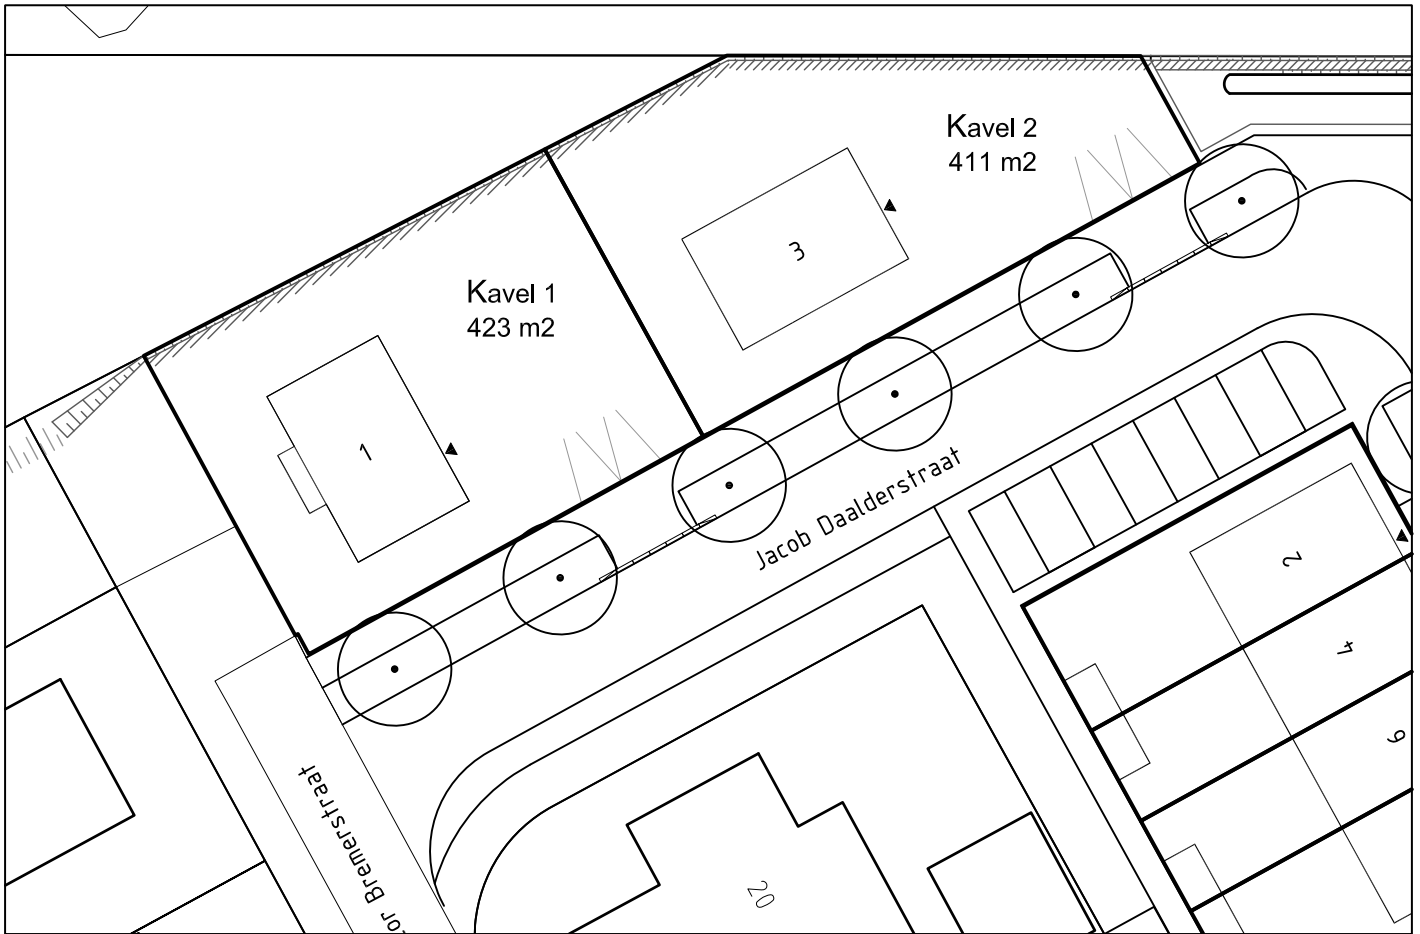 Kavel 2
411 m2
3
Kavel 1
423 m2
1
Jacob Daalderstraat
2
4
6
Bremerstraat
20